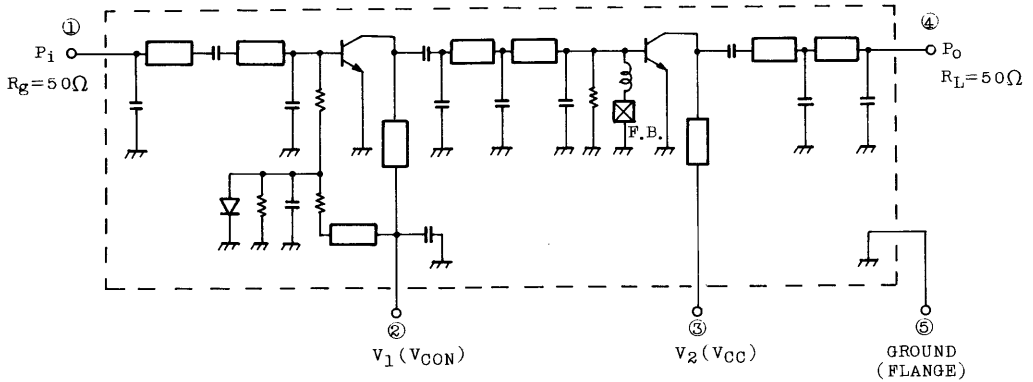 ①
Pi
Rg=50Ω
④
Po
RL=50Ω
F.B.
②
V1(VCON)
③
V2(VCC)
⑤
GROUND
(FLANGE)